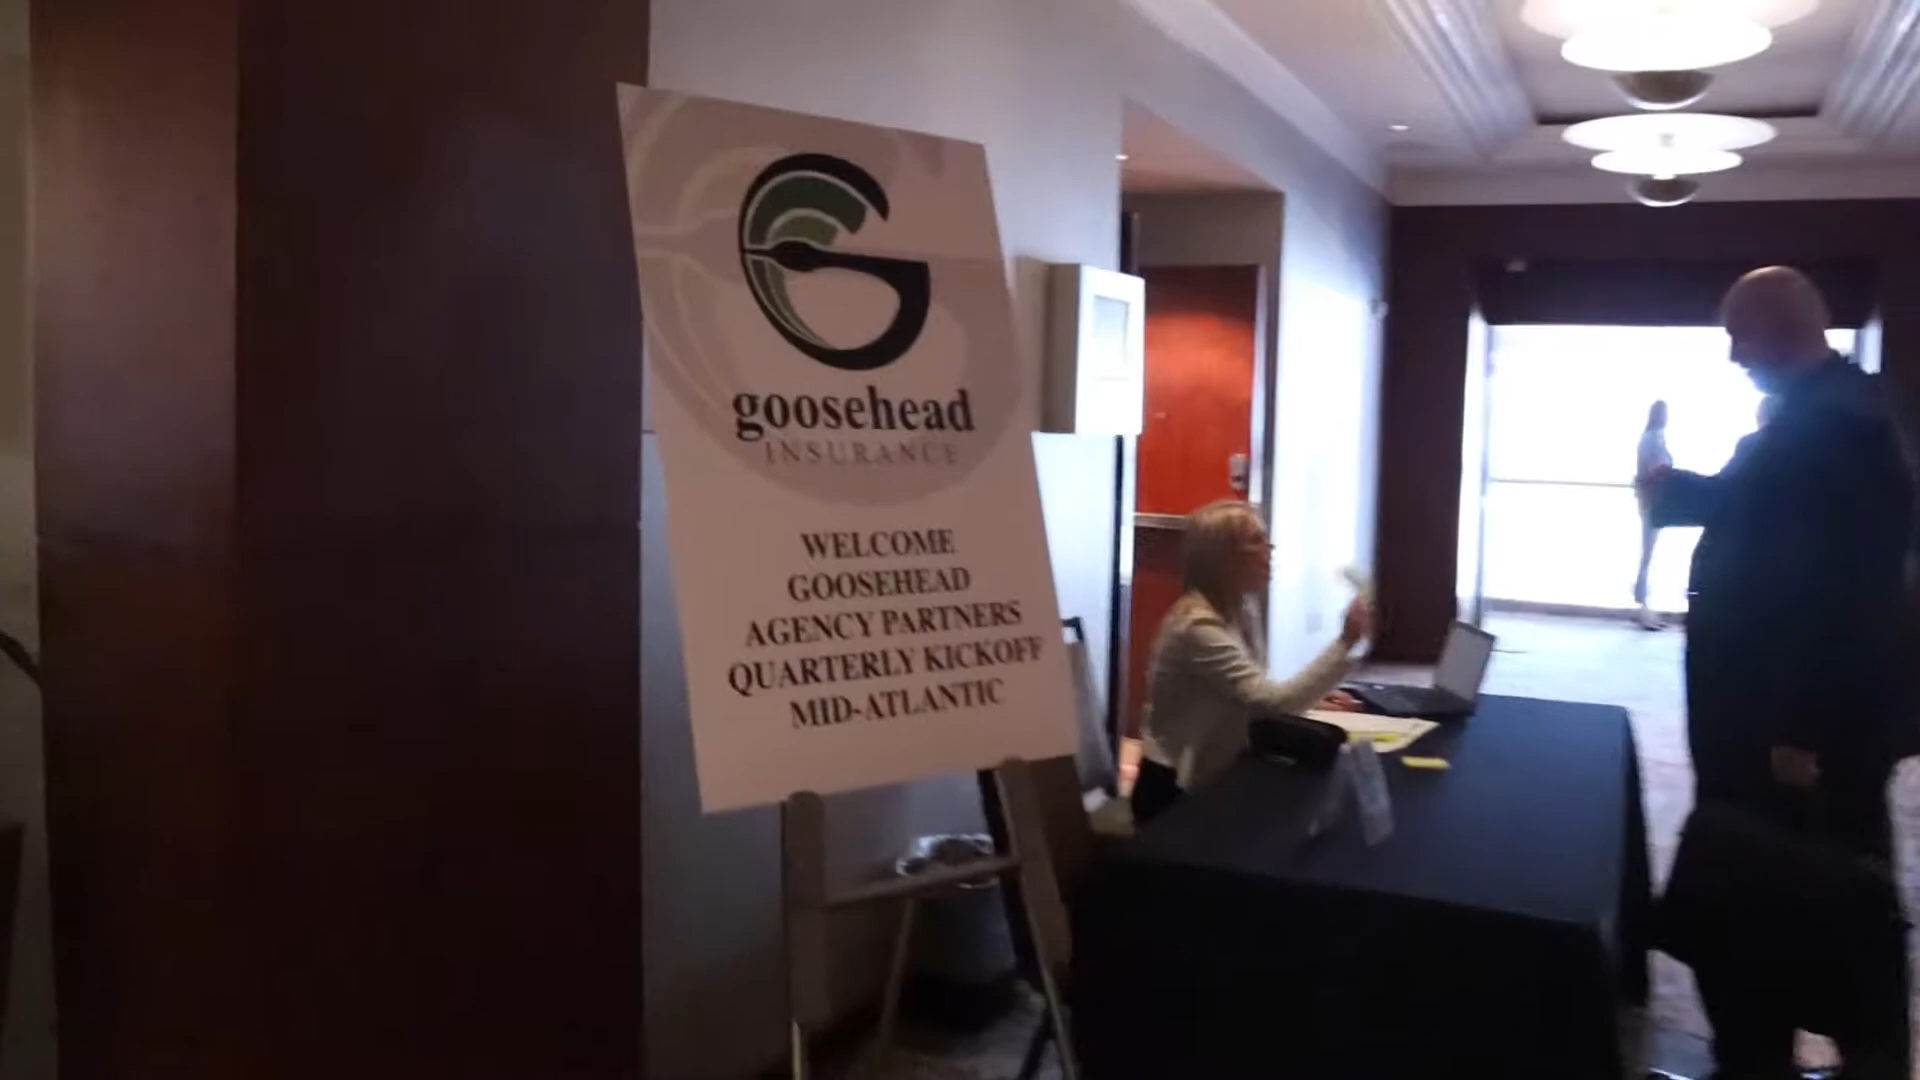 goosehead
INSURANCE
WELCOME
GOOSEHEAD
AGENCY PARTNERS
QUARTERLY KICKOFF
MID-ATLANTIC